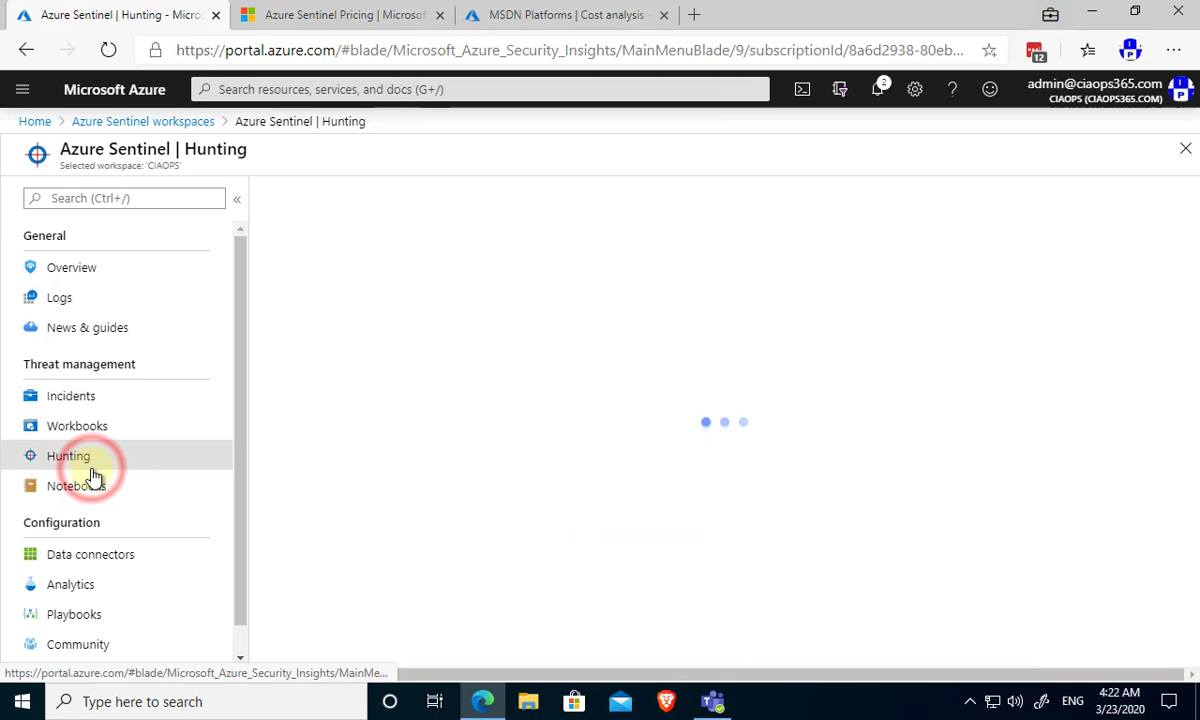 Azure Sentinel | Hunting - Micros
Azure Sentinel Pricing | Microsof
MSDN Platforms | Cost analysis -
https://portal.azure.com/#blade/Microsoft_Azure_Security_Insights/MainMenuBlade/9/subscriptionId/8a6d2938-80eb...
12
Microsoft Azure
Search resources, services, and docs (G+/)
2
admin@ciaops365.com
CIAOPS (CIAOPS365.COM)
Home > Azure Sentinel workspaces > Azure Sentinel | Hunting
Azure Sentinel | Hunting
Selected workspace: 'CIAOPS'
Search (Ctrl+/)
General
Overview
Logs
News & guides
Threat management
Incidents
Workbooks
Hunting
Notebooks
Configuration
Data connectors
Analytics
Playbooks
Community
https://portal.azure.com/#blade/Microsoft_Azure_Security_Insights/MainMe...
Type here to search
ENG
4:22 AM
3/23/2020